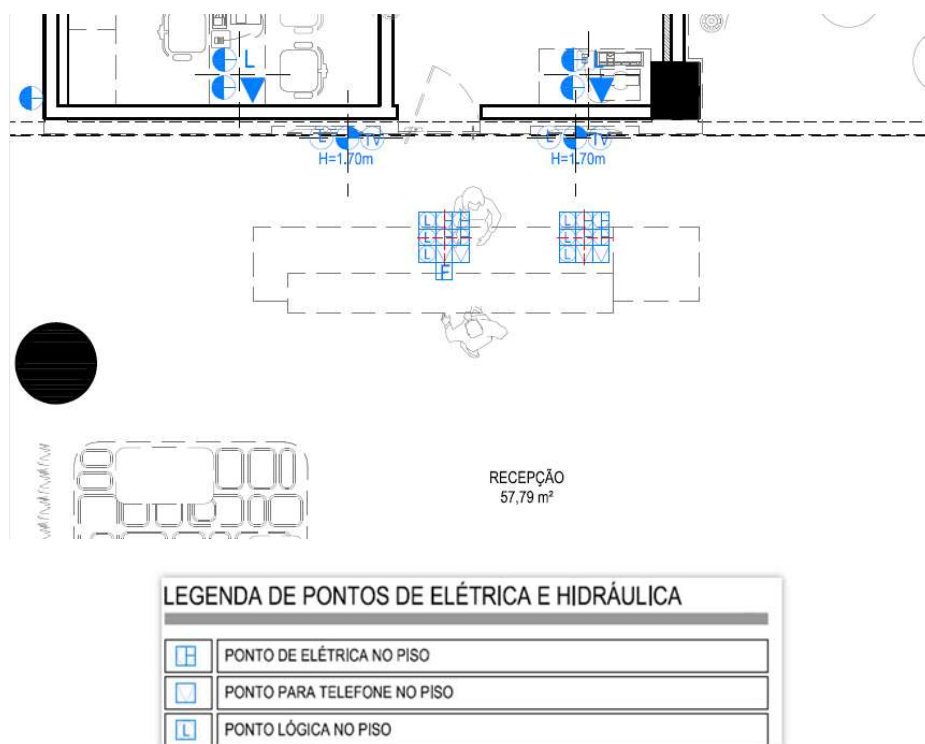 L
L
E TV
E TV
H=1.70m
H=1.70m
L
L
L
L
L
L
F
RECEPÇÃO
57,79 m²
LEGENDA DE PONTOS DE ELÉTRICA E HIDRÁULICA
PONTO DE ELÉTRICA NO PISO
PONTO PARA TELEFONE NO PISO
L PONTO LÓGICA NO PISO